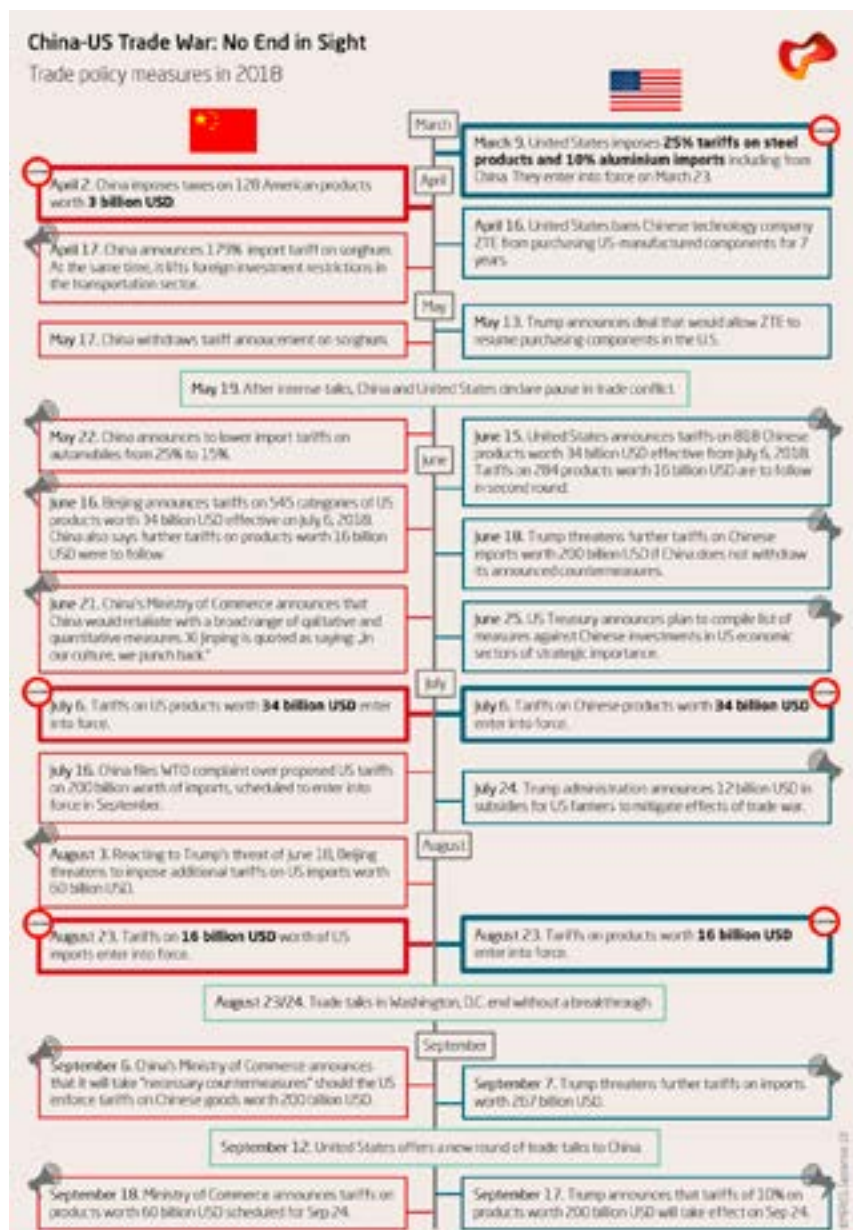 China-US Trade War: No End in Sight
Trade policy measures in 2018
March
March 9. United States imposes 25% tariffs on steel
products and 10% aluminium imports including from
China. They enter into force on March 23.
April 2. China imposes taxes on 128 American products
worth 3 billion USD
April
April 16. United States bans Chinese technology company
ZTE from purchasing US-manufactured components for 7
years.
April 17. China announces 179% import tariff on sorghum.
At the same time, it lifts foreign investment restrictions in
the transportation sector.
May
May 13. Trump announces deal that would allow ZTE to
resume purchasing components in the U.S.
May 17. China withdraws tariff annoucement on sorghum.
May 19. After intense talks, China and United States declare pause in trade conflict.
May 22. China announces to lower import tariffs on
automobiles from 25% to 15%.
June
June 15. United States announces tariffs on 818 Chinese
products worth 34 billion USD effective from July 6, 2018.
Tariffs on 284 products worth 16 billion USD are to follow
in second round.
June 16. Beijing announces tariffs on 545 categories of US
products worth 34 billion USD effective on July 6, 2018.
China also says further tariffs on products worth 16 billion
USD were to follow
June 18. Trump threatens further tariffs on Chinese
imports worth 200 billion USD if China does not withdraw
its announced countermeasures.
June 21. China's Ministry of Commerce announces that
China would retaliate with a broad range of qalitative and
quantitative measures. Xi Jinping is quoted as saying: „In
our culture, we punch back."
June 25. US Treasury announces plan to compile list of
measures against Chinese investments in US economic
sectors of strategic importance.
July
July 6. Tariffs on US products worth 34 billion USD enter
into force.
July 6. Tariffs on Chinese products worth 34 billion USD
enter into force.
July 16. China files WTO complaint over proposed US tariffs
on 200 billion worth of imports, scheduled to enter into
force in September.
July 24. Trump administration announces 12 billion USD in
subsidies for US farmers to mitigate effects of trade war.
August
August 3. Reacting to Trump's threat of June 18, Beijing
threatens to impose additional tariffs on US imports worth
60 billion USD.
August 23. Tariffs on 16 billion USD worth of US
imports enter into force.
August 23. Tariffs on products worth 16 billion USD
enter into force.
August 23/24. Trade talks in Washington, D.C. end without a breakthrough
September
September 6. China's Ministry of Commerce announces
that it will take "necessary countermeasures" should the US
enforce tariffs on Chinese goods worth 200 billion USD.
September 7. Trump threatens further tariffs on imports
worth 267 billion USD.
September 12. United States offers a new round of trade talks to China
September 18. Ministry of Commerce announces tariffs on
products worth 60 billion USD scheduled for Sep 24.
September 17. Trump announces that tariffs of 10% on
products worth 200 billion USD will take effect on Sep 24.